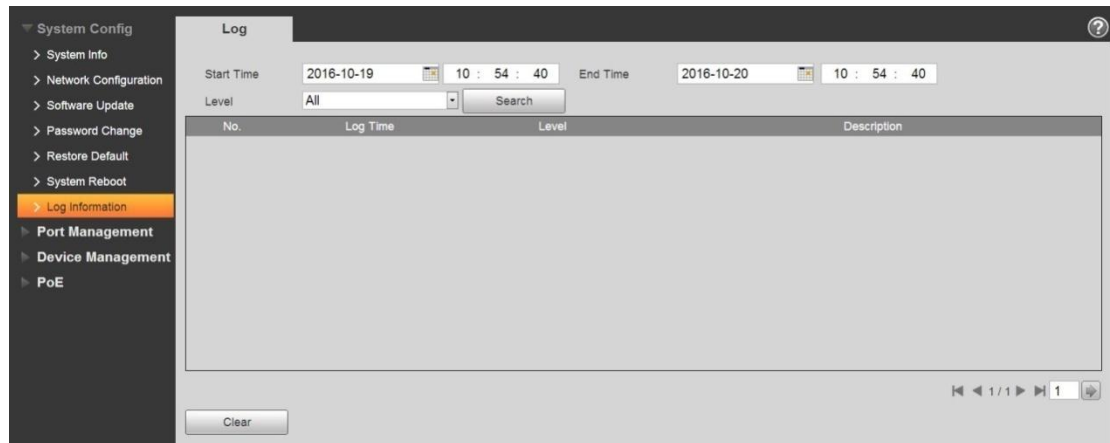 System Config
> System Info
> Network Configuration
> Software Update
> Password Change
> Restore Default
> System Reboot
> Log Information
Port Management
Device Management
PoE
Log
?
Start Time 2016-10-19 10 : 54 : 40 End Time 2016-10-20 10 : 54 : 40
Level All Search
No. Log Time Level Description
1 / 1 1
Clear